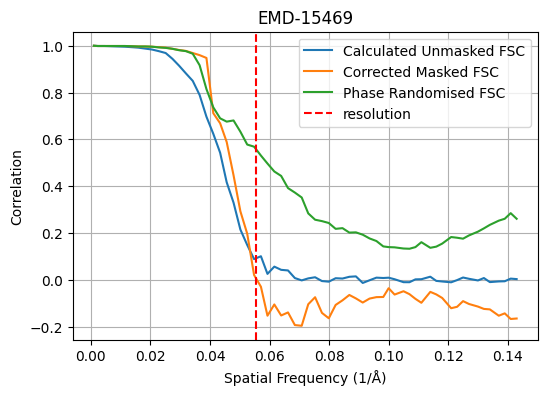 EMD-15469
Calculated Unmasked FSC
Corrected Masked FSC
Phase Randomised FSC
resolution
Correlation
1.0
0.8
0.6
0.4
0.2
0.0
−0.2
0.00 0.02 0.04 0.06 0.08 0.10 0.12 0.14
Spatial Frequency (1/Å)